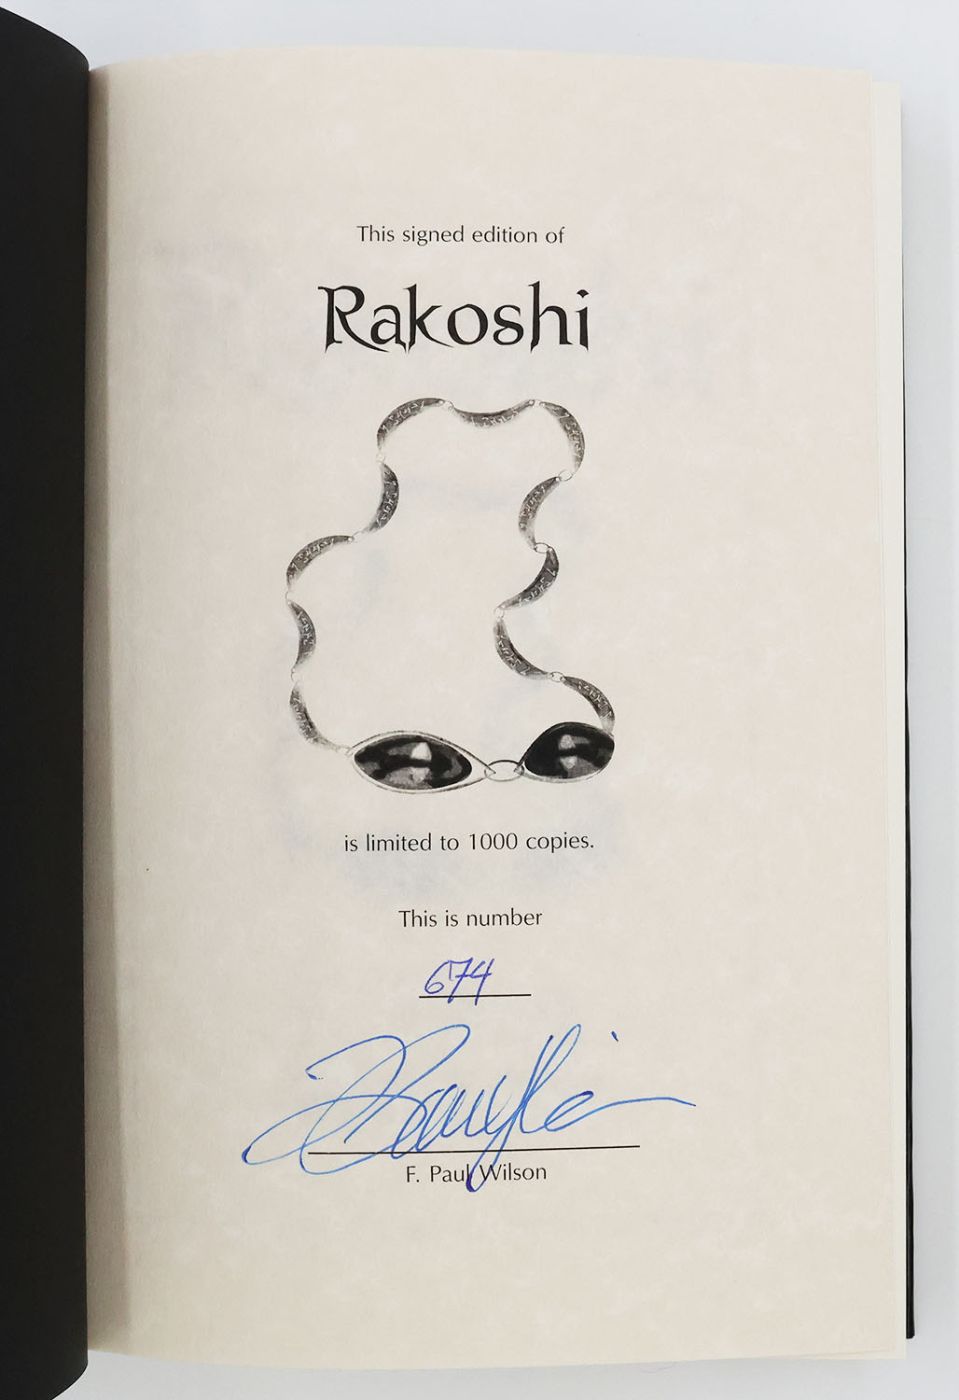 This signed edition of
Rakoshi
is limited to 1000 copies.
This is number
674
F. Paul Wilson